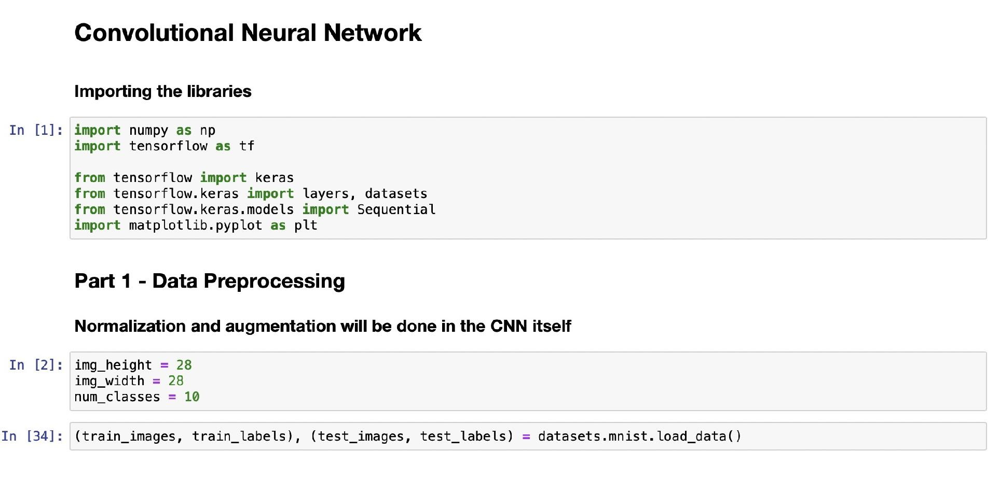 Convolutional Neural Network
Importing the libraries
In [1]:
import numpy as np
import tensorflow as tf
from tensorflow import keras
from tensorflow.keras import layers, datasets
from tensorflow.keras.models import Sequential
import matplotlib.pyplot as plt
Part 1 - Data Preprocessing
Normalization and augmentation will be done in the CNN itself
In [2]:
img_height = 28
img_width = 28
num_classes = 10
In [34]:
(train_images, train_labels), (test_images, test_labels) = datasets.mnist.load_data()